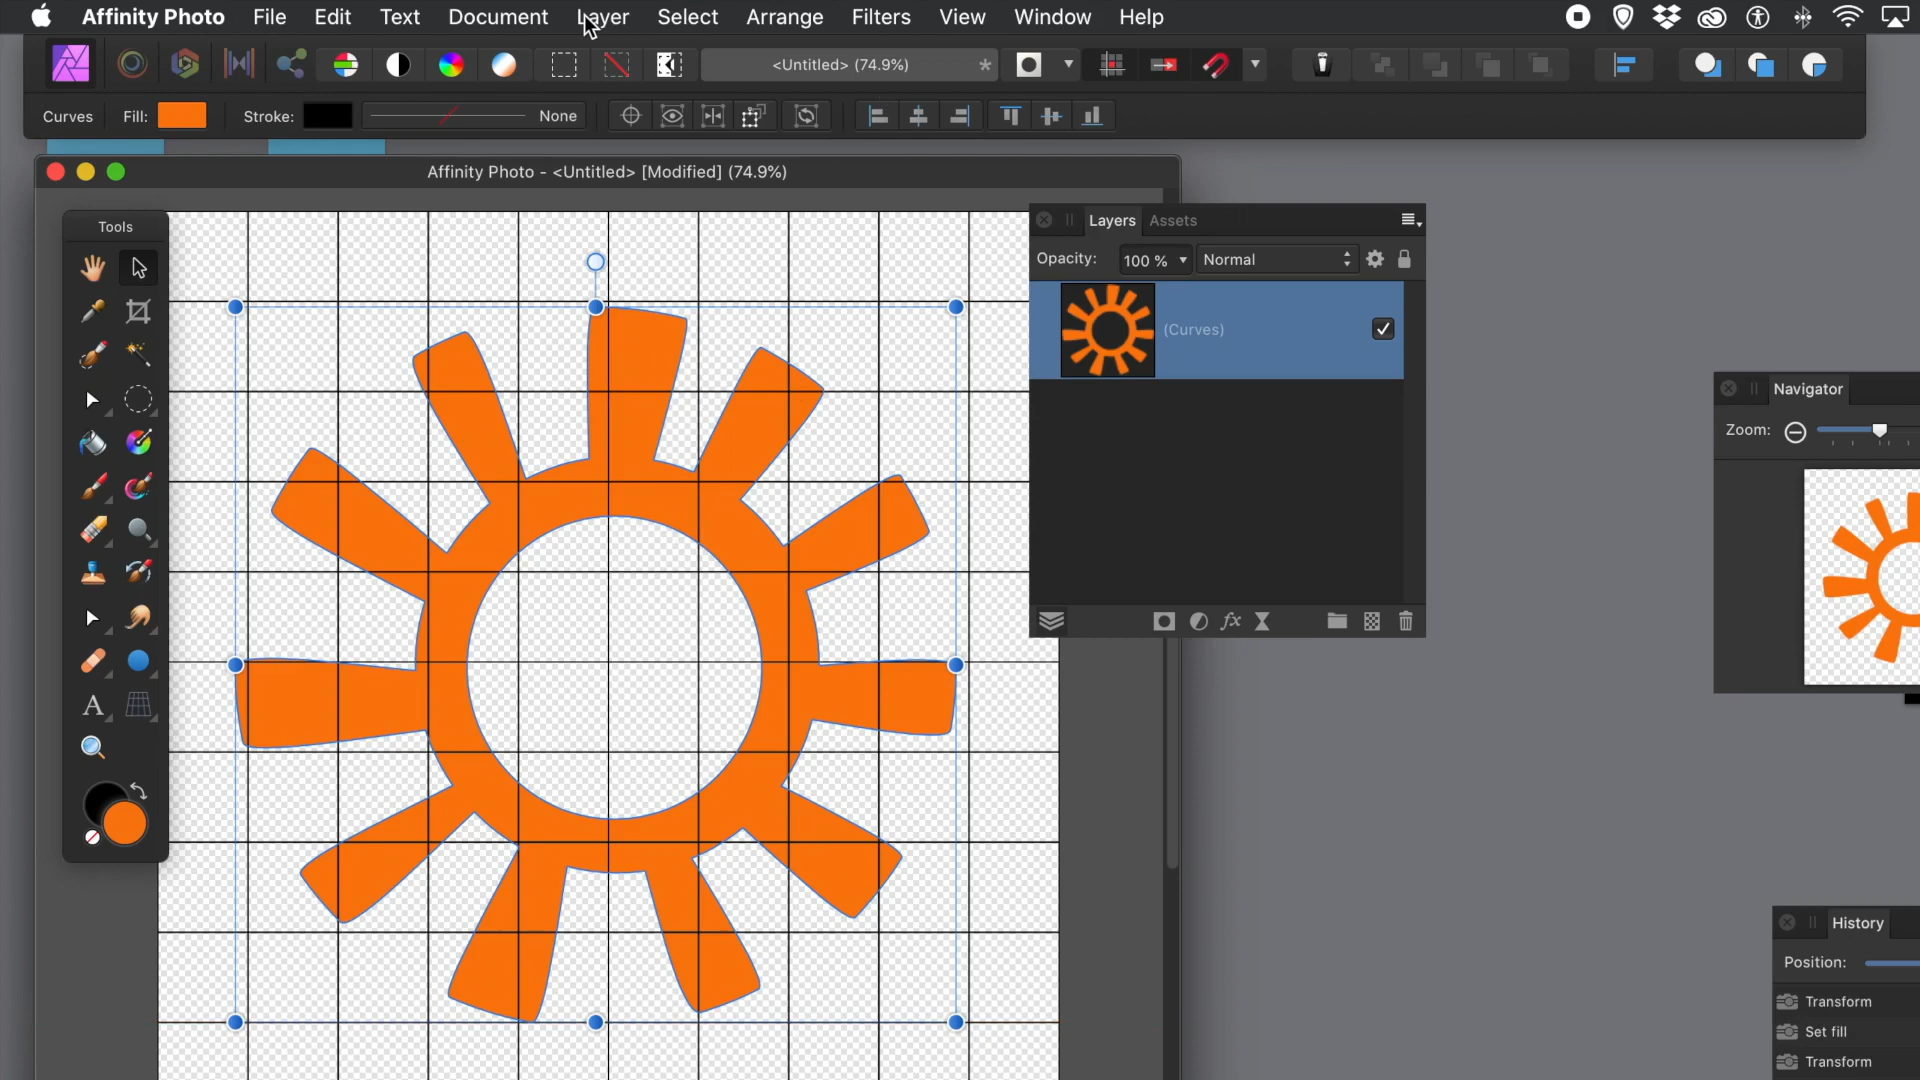 Affinity Photo File Edit Text Document Layer Select Arrange Filters View Window Help
<Untitled> (74.9%) *
Curves Fill: Stroke: None
Affinity Photo - <Untitled> [Modified] (74.9%)
Tools
Layers Assets
Opacity: 100 % Normal
(Curves)
Navigator
Zoom:
History
Position:
Transform
Set fill
Transform